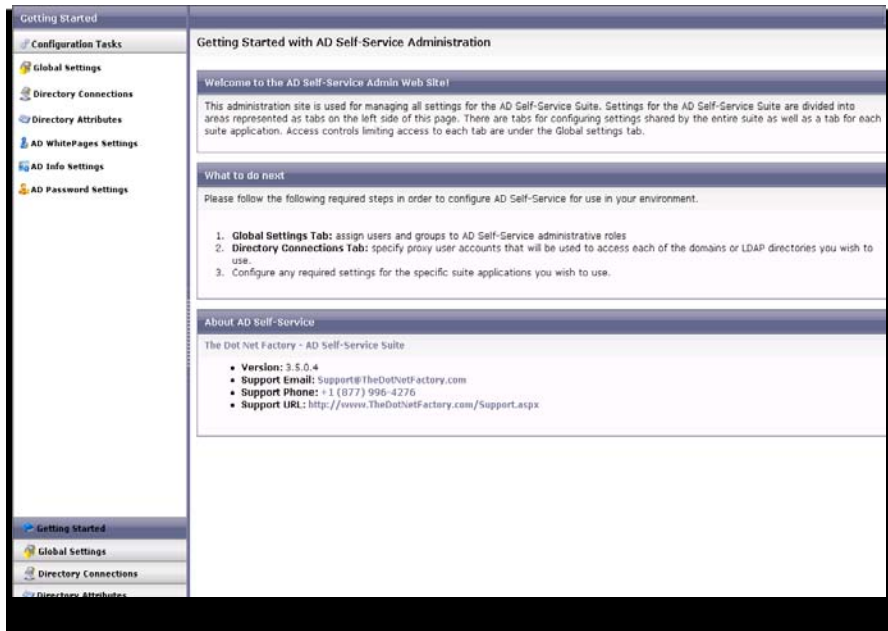 Getting Started
Configuration Tasks
Global Settings
Directory Connections
Directory Attributes
AD WhitePages Settings
AD Info Settings
AD Password Settings
Getting Started with AD Self-Service Administration
Welcome to the AD Self-Service Admin Web Site!
This administration site is used for managing all settings for the AD Self-Service Suite. Settings for the AD Self-Service Suite are divided into
areas represented as tabs on the left side of this page. There are tabs for configuring settings shared by the entire suite as well as a tab for each
suite application. Access controls limiting access to each tab are under the Global settings tab.
What to do next
Please follow the following required steps in order to configure AD Self-Service for use in your environment.
1. Global Settings Tab: assign users and groups to AD Self-Service administrative roles
2. Directory Connections Tab: specify proxy user accounts that will be used to access each of the domains or LDAP directories you wish to
use.
3. Configure any required settings for the specific suite applications you wish to use.
About AD Self-Service
The Dot Net Factory - AD Self-Service Suite
• Version: 3.5.0.4
• Support Email: Support@TheDotNetFactory.com
• Support Phone: +1 (877) 996-4276
• Support URL: http://www.TheDotNetFactory.com/Support.aspx
Getting Started
Global Settings
Directory Connections
Directory Attributes